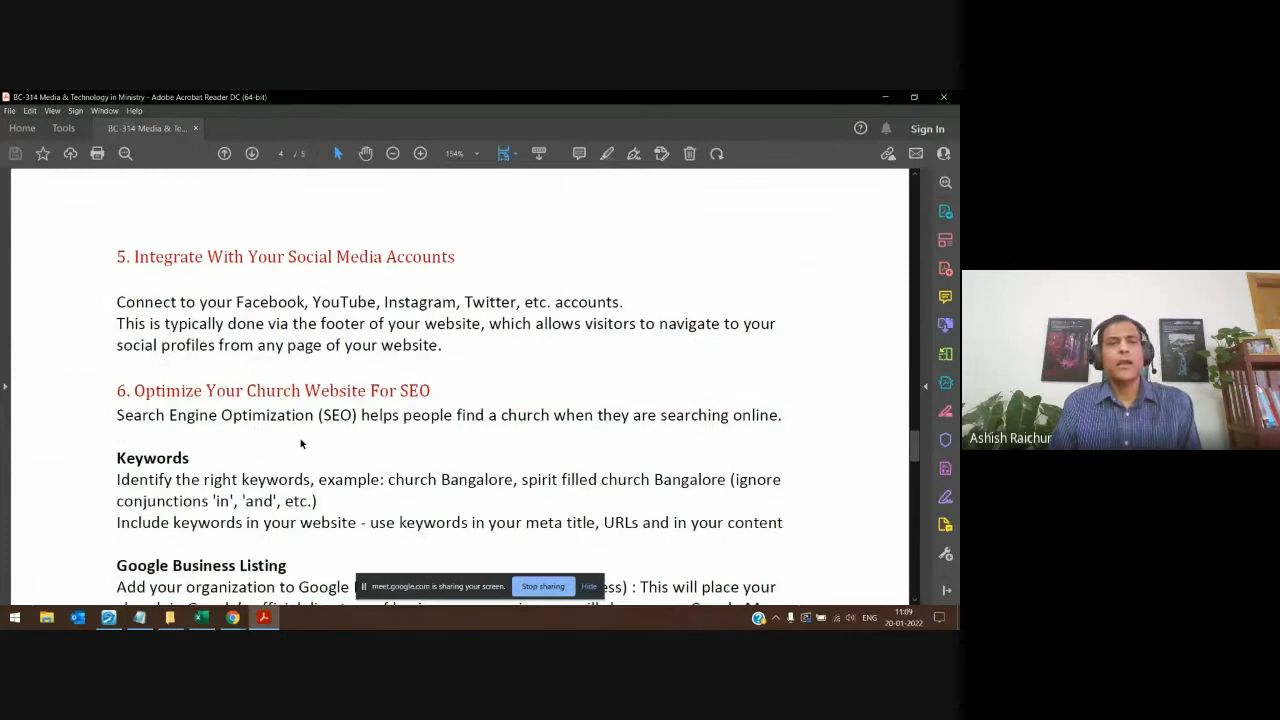 BC-314 Media & Technology in Ministry - Adobe Acrobat Reader DC (64-bit)
File Edit View Sign Window Help
Home Tools BC-314 Media & Te... × Sign In
4 / 5 154%
5. Integrate With Your Social Media Accounts
Connect to your Facebook, YouTube, Instagram, Twitter, etc. accounts.
This is typically done via the footer of your website, which allows visitors to navigate to your
social profiles from any page of your website.
6. Optimize Your Church Website For SEO
Search Engine Optimization (SEO) helps people find a church when they are searching online.
Keywords
Identify the right keywords, example: church Bangalore, spirit filled church Bangalore (ignore
conjunctions 'in', 'and', etc.)
Include keywords in your website - use keywords in your meta title, URLs and in your content
Google Business Listing
Add your organization to Google ess) : This will place your
meet.google.com is sharing your screen. Stop sharing Hide
ENG 11:09
20-01-2022
Ashish Raichur